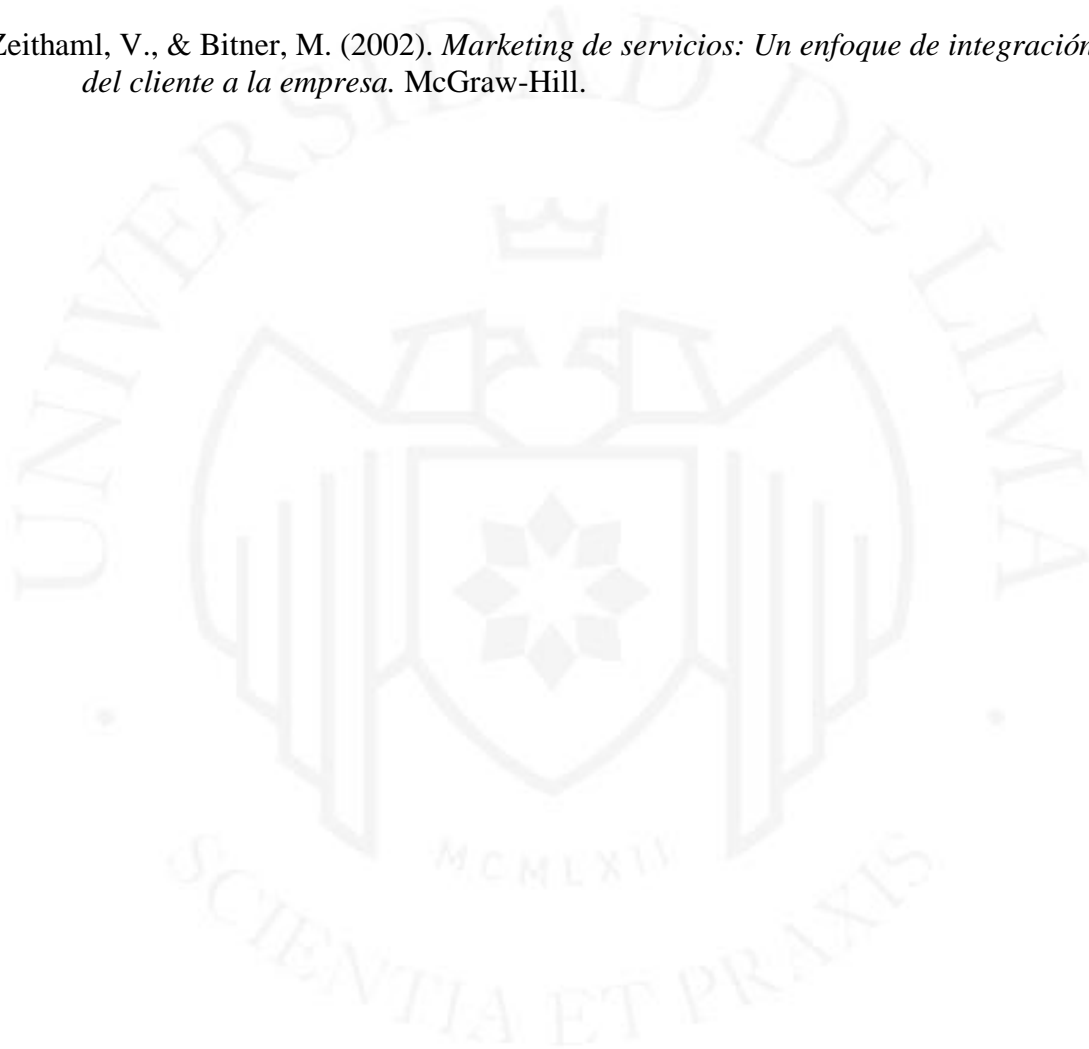 Zeithaml, V., & Bitner, M. (2002). Marketing de servicios: Un enfoque de integración
del cliente a la empresa. McGraw-Hill.
UNIVERSIDAD DE LIMA
MCMLXII
SCIENTIA ET PRAXIS